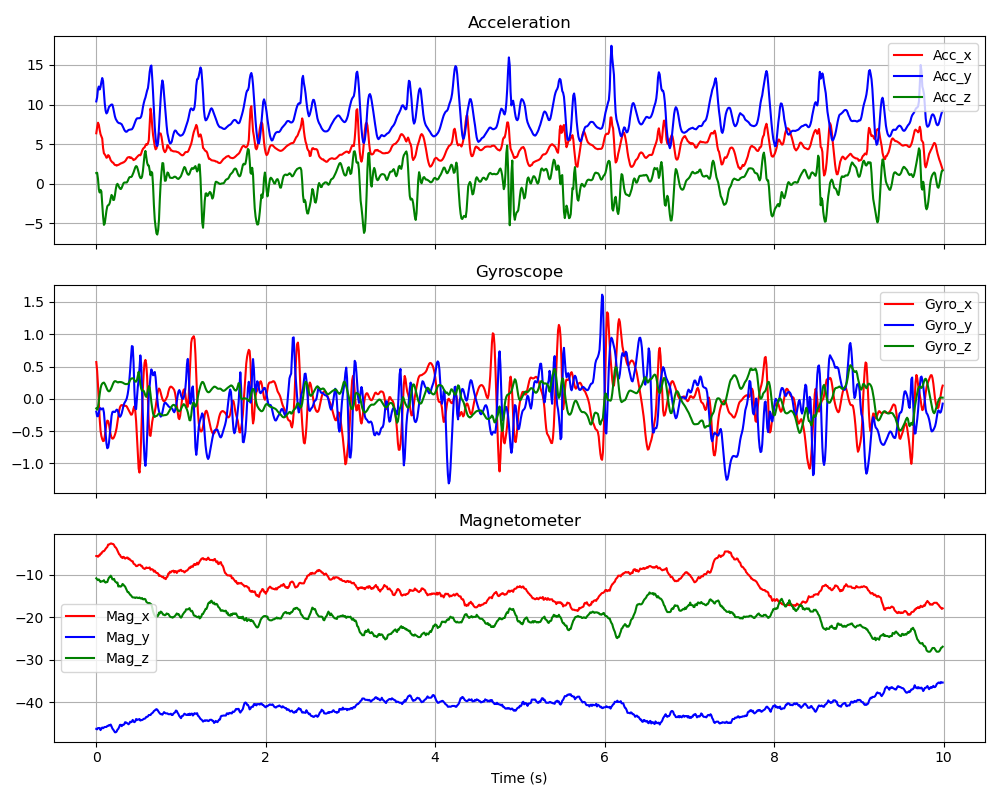 Acceleration
15
10
5
0
−5
Acc_x
Acc_y
Acc_z
Gyroscope
1.5
1.0
0.5
0.0
−0.5
−1.0
Gyro_x
Gyro_y
Gyro_z
Magnetometer
−10
−20
−30
−40
Mag_x
Mag_y
Mag_z
0 2 4 6 8 10
Time (s)